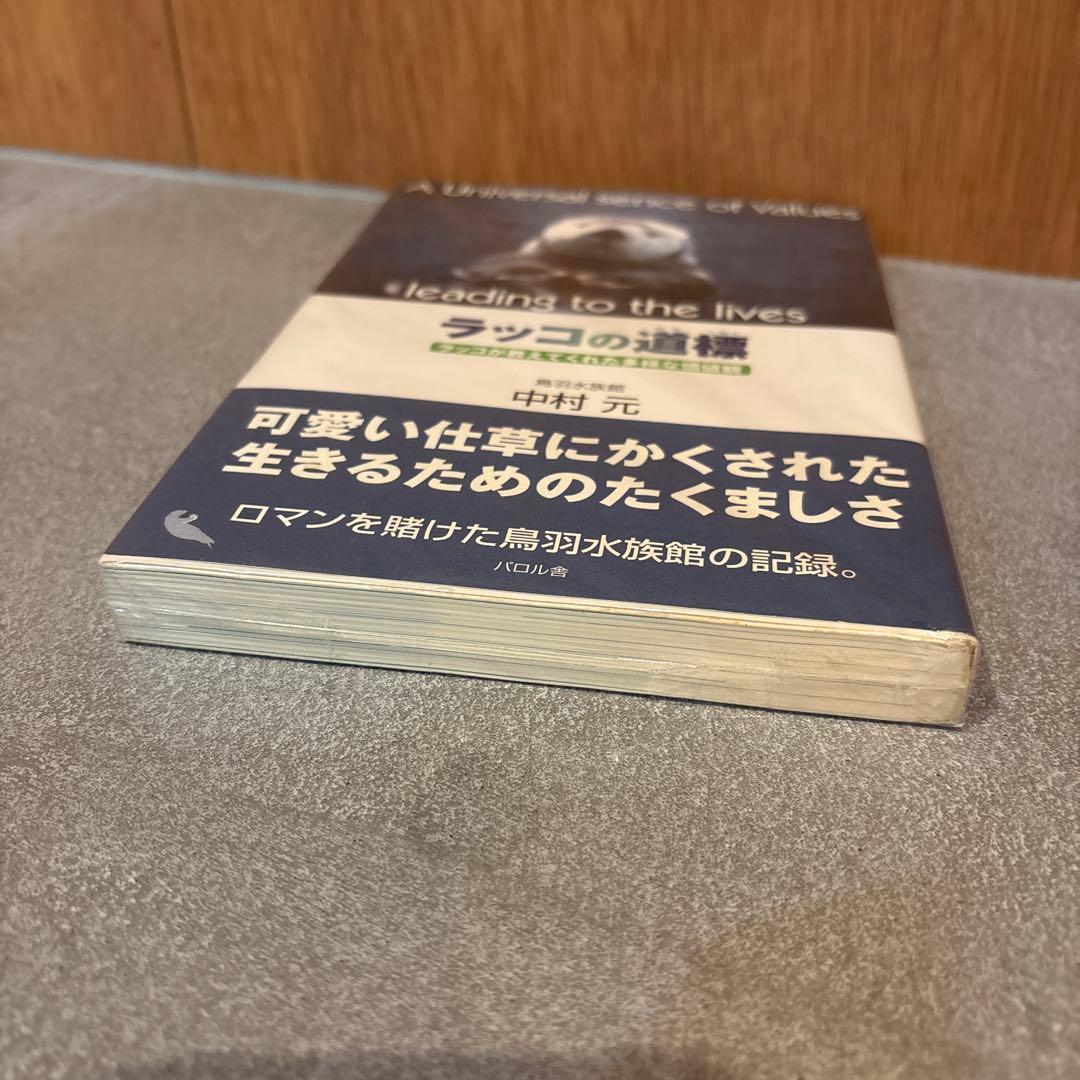 A Universal sence of values
leading to the lives
ラッコの道標
ラッコが教えてくれた多様な価値観
鳥羽水族館
中村 元
可愛い仕草にかくされた
生きるためのたくましさ
ロマンを賭けた鳥羽水族館の記録。
パロル舎